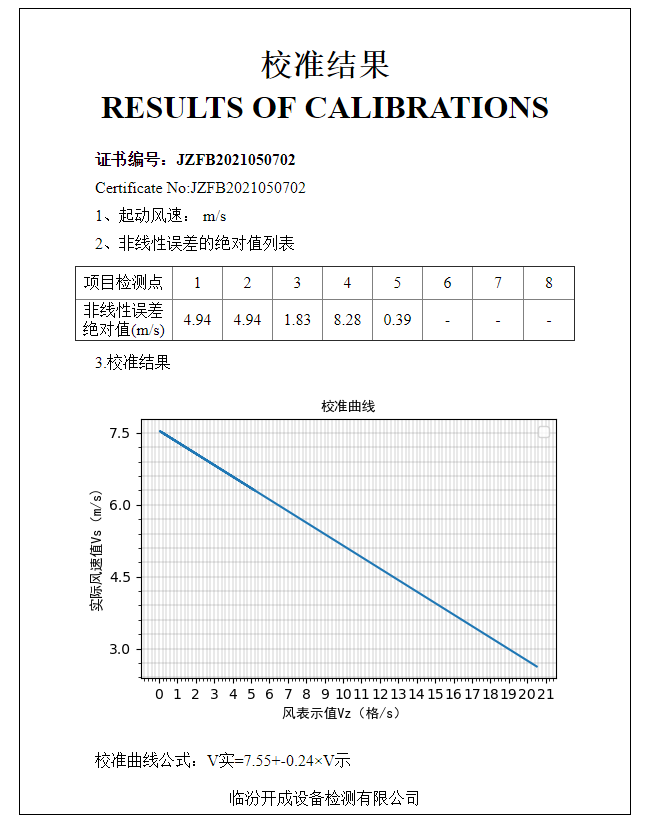 校准结果
RESULTS OF CALIBRATIONS
证书编号：JZFB2021050702
Certificate No:JZFB2021050702
1、起动风速： m/s
2、非线性误差的绝对值列表
项目检测点 1 2 3 4 5 6 7 8
非线性误差
绝对值(m/s) 4.94 4.94 1.83 8.28 0.39 - - -
3.校准结果
校准曲线
7.5
6.0
4.5
3.0
实际风速值Vs（m/s）
0 1 2 3 4 5 6 7 8 9 10 11 12 13 14 15 16 17 18 19 20 21
风表示值Vz（格/s）
校准曲线公式：V实=7.55+-0.24×V示
临汾开成设备检测有限公司